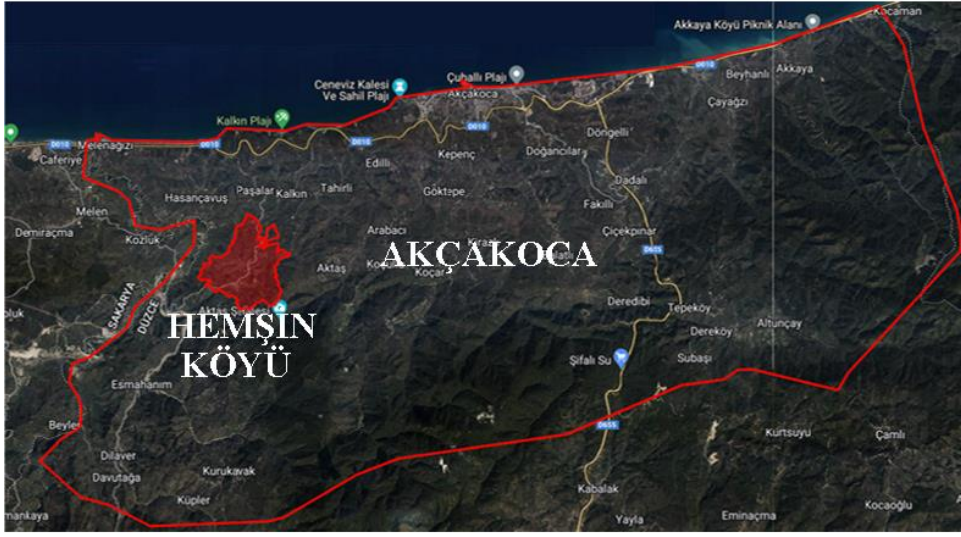 Kocaman
Akkaya Köyü Piknik Alanı
D010
Akkaya
Beyhanlı
Çuhallı Plajı
Ceneviz Kalesi
Ve Sahil Plajı
Akçakoca
Çayağzı
Kalkın Plajı
D010
D010
D010
Melenağzı
Caferiye
Döngelli
Doğancılar
Kepenç
Edilli
Dadalı
Hasançavuş
Paşalar
Kalkın
Tahirli
Göktepe
Fakıllı
Melen
Demiraçma
Kozluk
Arabacı
Çiçekpınar
D655
AKÇAKOCA
Aktaş
Koçar
SAKARYA
DÜZCE
Deredibi
Tepeköy
Altunçay
Dereköy
HEMŞİN
KÖYÜ
Şifalı Su
Subaşı
Esmahanım
Beyler
D655
Kurtsuyu
Çamlı
Dilaver
Davutağa
Kurukavak
Küpler
Kabalak
Kocaoğlu
Yayla
Eminaçma